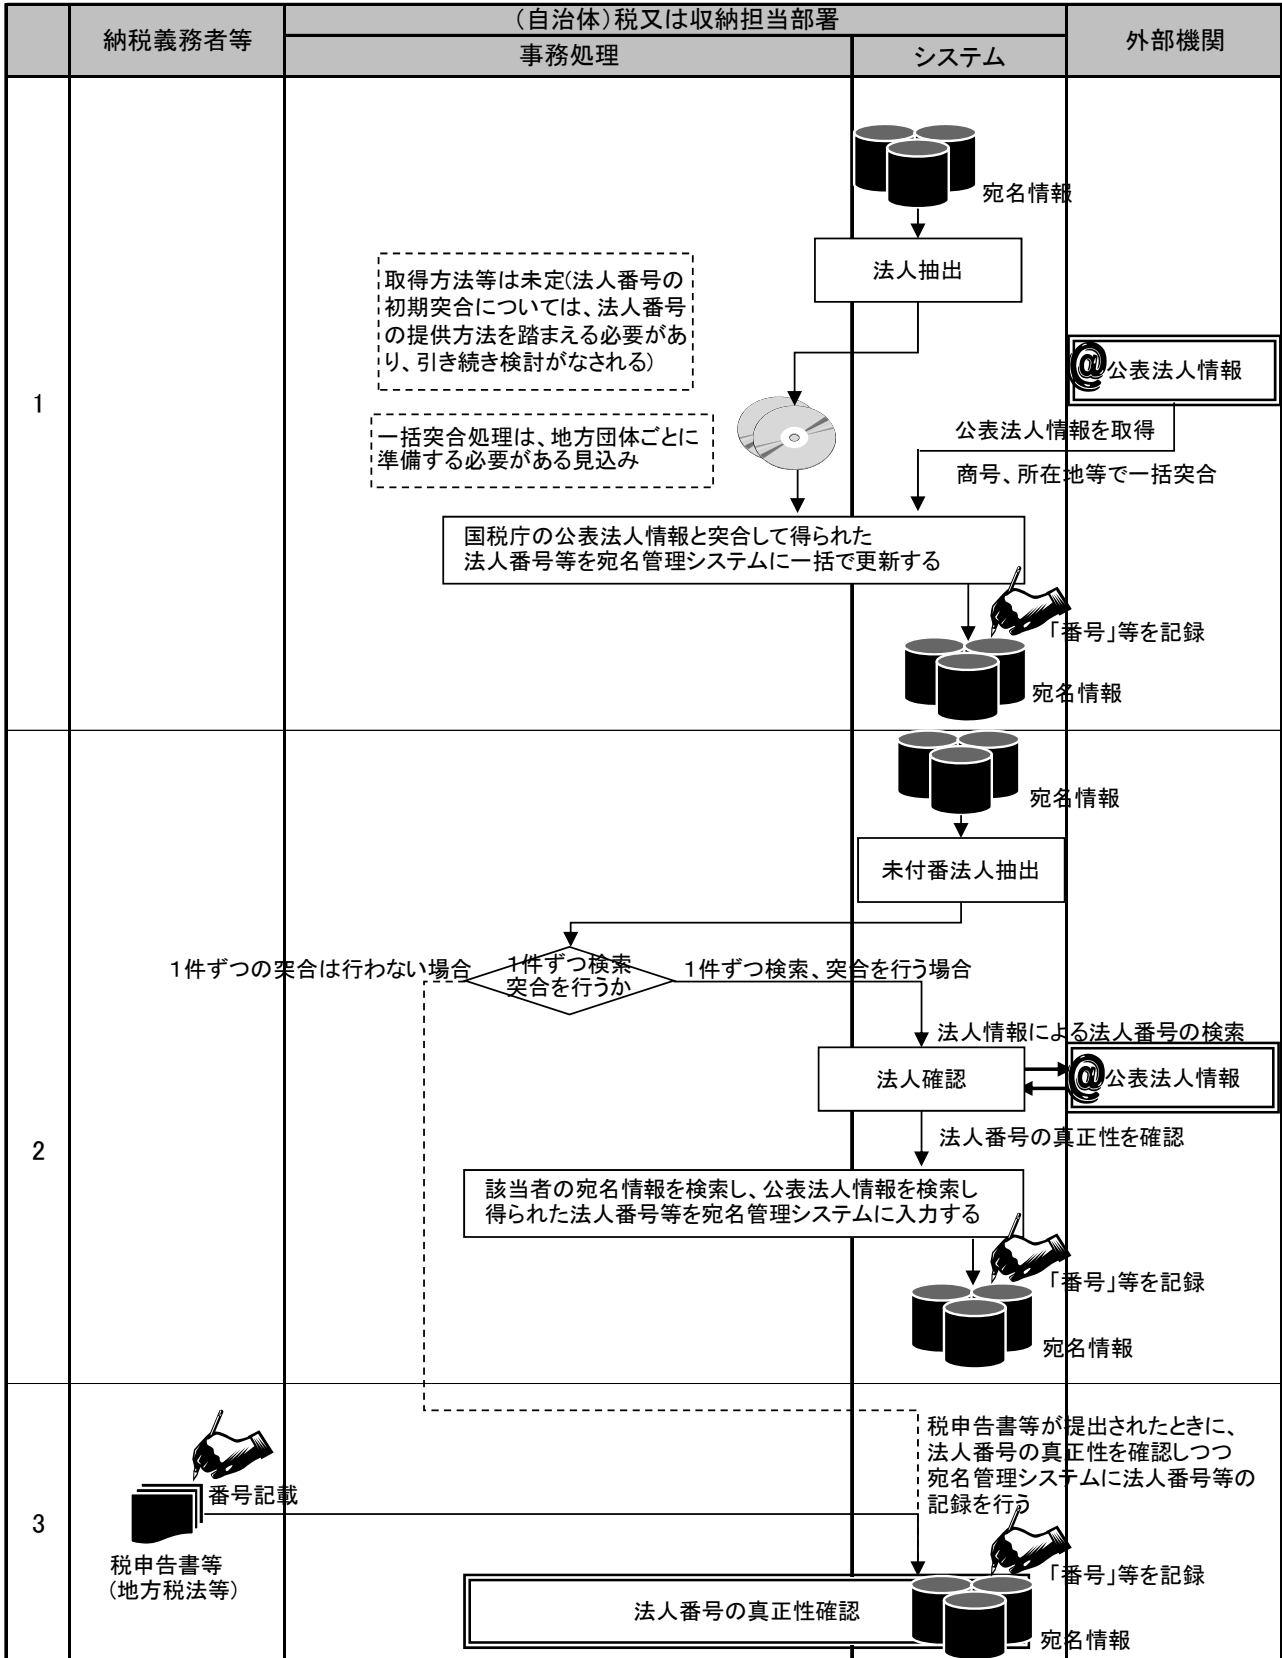 納税義務者等
（自治体）税又は収納担当部署
事務処理
システム
外部機関
1
宛名情報
法人抽出
取得方法等は未定(法人番号の
初期突合については、法人番号
の提供方法を踏まえる必要があ
り、引き続き検討がなされる)
@公表法人情報
一括突合処理は、地方団体ごとに
準備する必要がある見込み
公表法人情報を取得
商号、所在地等で一括突合
国税庁の公表法人情報と突合して得られた
法人番号等を宛名管理システムに一括で更新する
「番号」等を記録
宛名情報
2
宛名情報
未付番法人抽出
1件ずつの突合は行わない場合
1件ずつ検索
突合を行うか
1件ずつ検索、突合を行う場合
法人情報による法人番号の検索
法人確認
@公表法人情報
法人番号の真正性を確認
該当者の宛名情報を検索し、公表法人情報を検索し
得られた法人番号等を宛名管理システムに入力する
「番号」等を記録
宛名情報
3
番号記載
税申告書等
(地方税法等)
税申告書等が提出されたときに、
法人番号の真正性を確認しつつ
宛名管理システムに法人番号等の
記録を行う
「番号」等を記録
法人番号の真正性確認
宛名情報